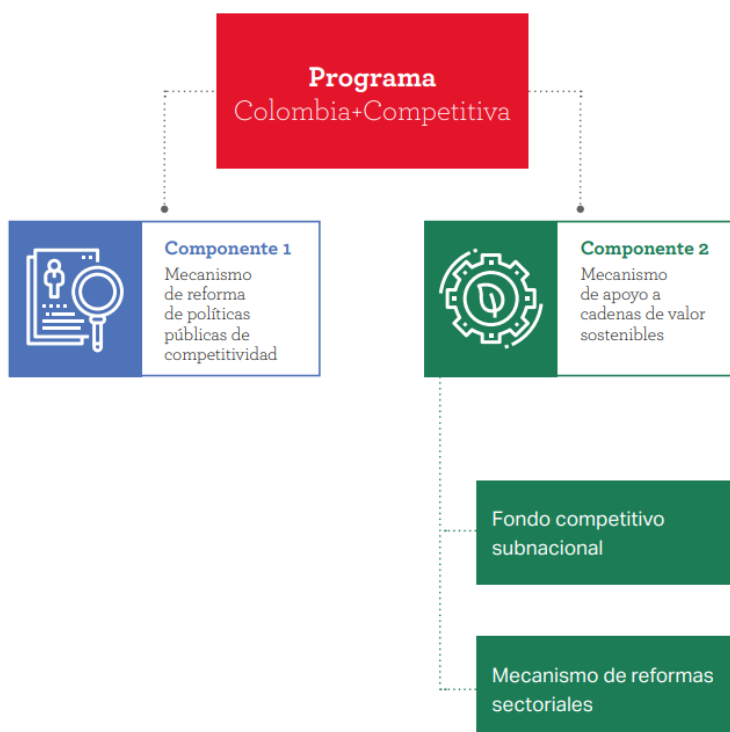 Programa
Colombia+Competitiva
Componente 1
Mecanismo
de reforma
de políticas
públicas de
competitividad
Componente 2
Mecanismo
de apoyo a
cadenas de valor
sostenibles
Fondo competitivo
subnacional
Mecanismo de reformas
sectoriales